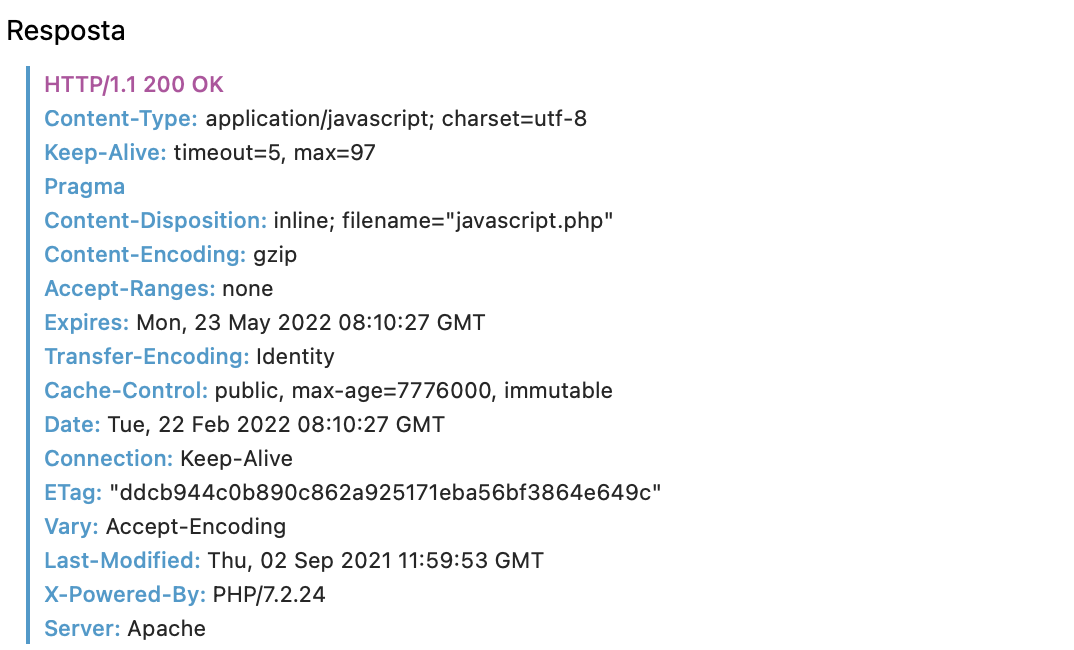 Resposta
HTTP/1.1 200 OK
Content-Type: application/javascript; charset=utf-8
Keep-Alive: timeout=5, max=97
Pragma
Content-Disposition: inline; filename="javascript.php"
Content-Encoding: gzip
Accept-Ranges: none
Expires: Mon, 23 May 2022 08:10:27 GMT
Transfer-Encoding: Identity
Cache-Control: public, max-age=7776000, immutable
Date: Tue, 22 Feb 2022 08:10:27 GMT
Connection: Keep-Alive
ETag: "ddcb944c0b890c862a925171eba56bf3864e649c"
Vary: Accept-Encoding
Last-Modified: Thu, 02 Sep 2021 11:59:53 GMT
X-Powered-By: PHP/7.2.24
Server: Apache